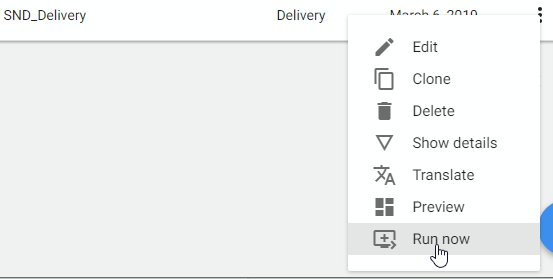 SND_Delivery Delivery March 6, 2019
Edit
Clone
Delete
Show details
Translate
Preview
Run now